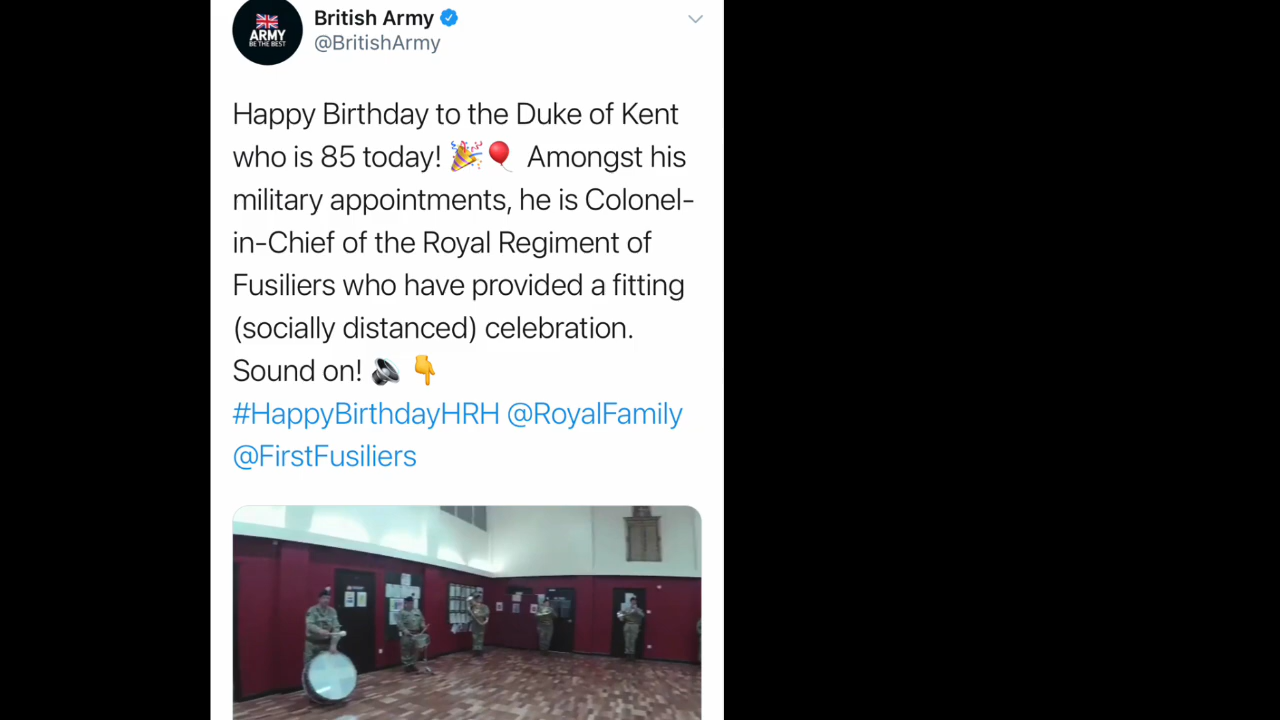 ARMY
BE THE BEST
British Army
@BritishArmy
Happy Birthday to the Duke of Kent
who is 85 today! 🎉🎈 Amongst his
military appointments, he is Colonel-
in-Chief of the Royal Regiment of
Fusiliers who have provided a fitting
(socially distanced) celebration.
Sound on! 🔊 👇
#HappyBirthdayHRH @RoyalFamily
@FirstFusiliers